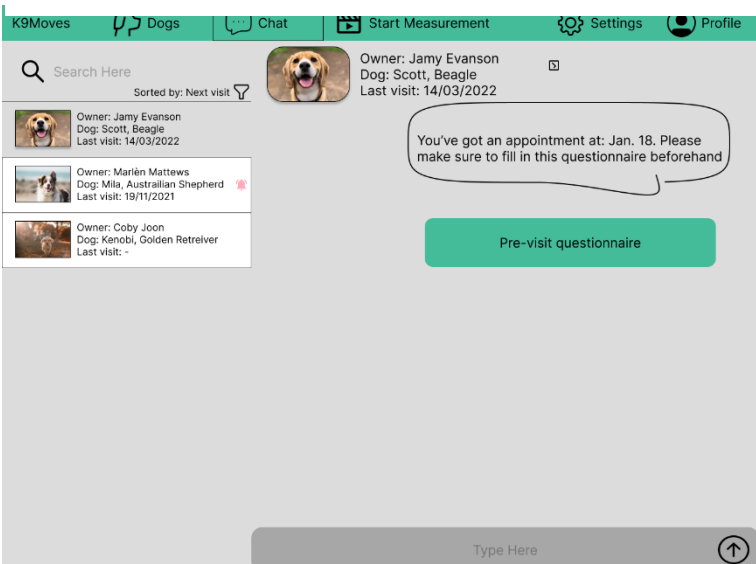 K9Moves Dogs Chat Start Measurement Settings Profile
Search Here
Sorted by: Next visit
Owner: Jamy Evanson
Dog: Scott, Beagle
Last visit: 14/03/2022
Owner: Marlèn Mattews
Dog: Mila, Austrailian Shepherd
Last visit: 19/11/2021
Owner: Coby Joon
Dog: Kenobi, Golden Retreiver
Last visit: -
Owner: Jamy Evanson
Dog: Scott, Beagle
Last visit: 14/03/2022
You've got an appointment at: Jan. 18. Please
make sure to fill in this questionnaire beforehand
Pre-visit questionnaire
Type Here